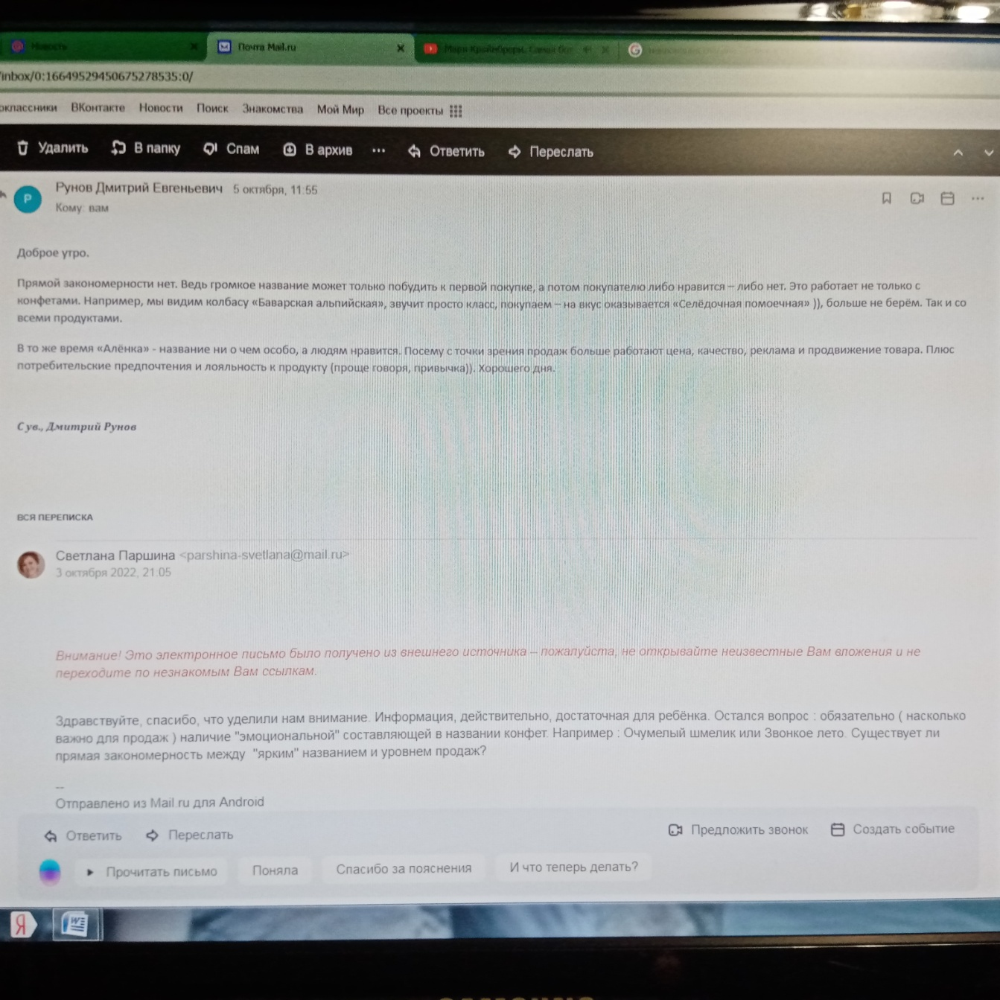 Новость
Почта Mail.ru
inbox/0:16649529450675278535:0/
оклассники ВКонтакте Новости Поиск Знакомства Мой Мир Все проекты
Удалить В папку Спам В архив ... Ответить Переслать
Р
Рунов Дмитрий Евгеньевич 5 октября, 11:55
Кому: вам
Доброе утро.
Прямой закономерности нет. Ведь громкое название может только побудить к первой покупке, а потом покупателю либо нравится – либо нет. Это работает не только с
конфетами. Например, мы видим колбасу «Баварская альпийская», звучит просто класс, покупаем – на вкус оказывается «Селёдочная помоечная» )), больше не берём. Так и со
всеми продуктами.
В то же время «Алёнка» - название ни о чем особо, а людям нравится. Посему с точки зрения продаж больше работают цена, качество, реклама и продвижение товара. Плюс
потребительские предпочтения и лояльность к продукту (проще говоря, привычка)). Хорошего дня.
С ув., Дмитрий Рунов
ВСЯ ПЕРЕПИСКА
Светлана Паршина <parshina-svetlana@mail.ru>
3 октября 2022, 21:05
Внимание! Это электронное письмо было получено из внешнего источника – пожалуйста, не открывайте неизвестные Вам вложения и не
переходите по незнакомым Вам ссылкам.
Здравствуйте, спасибо, что уделили нам внимание. Информация, действительно, достаточная для ребёнка. Остался вопрос : обязательно ( насколько
важно для продаж ) наличие "эмоциональной" составляющей в названии конфет. Например : Очумелый шмелик или Звонкое лето. Существует ли
прямая закономерность между "ярким" названием и уровнем продаж?
--
Отправлено из Mail.ru для Android
Ответить Переслать Предложить звонок Создать событие
Прочитать письмо Поняла Спасибо за пояснения И что теперь делать?
Я W